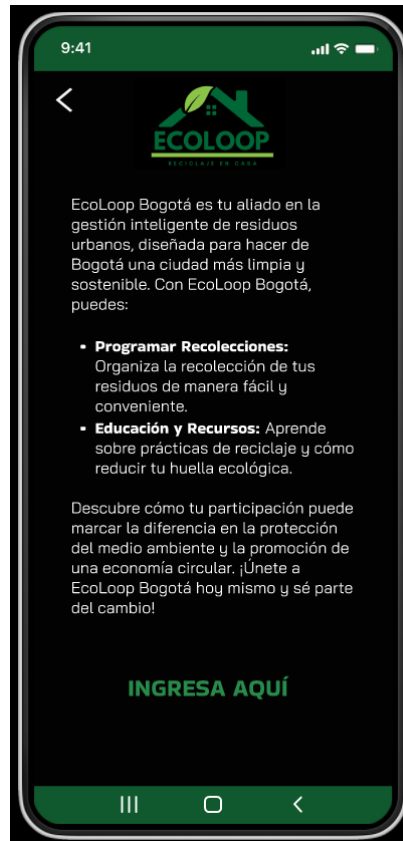 9:41
ECOLOOP
RECICLAJE EN CASA
EcoLoop Bogotá es tu aliado en la
gestión inteligente de residuos
urbanos, diseñada para hacer de
Bogotá una ciudad más limpia y
sostenible. Con EcoLoop Bogotá,
puedes:
• Programar Recolecciones:
Organiza la recolección de tus
residuos de manera fácil y
conveniente.
• Educación y Recursos: Aprende
sobre prácticas de reciclaje y cómo
reducir tu huella ecológica.
Descubre cómo tu participación puede
marcar la diferencia en la protección
del medio ambiente y la promoción de
una economía circular. ¡Únete a
EcoLoop Bogotá hoy mismo y sé parte
del cambio!
INGRESA AQUÍ